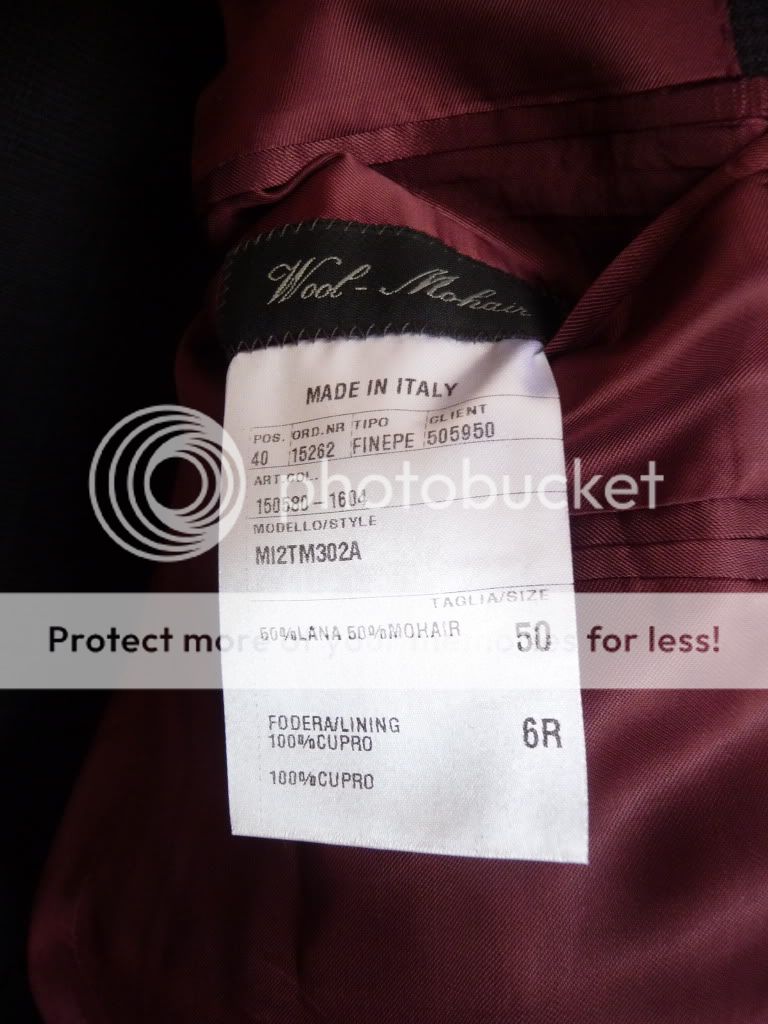 Wool - Mohair
MADE IN ITALY
POS. ORD.NR TIPO CLIENT
40 15262 FINEPE 505950
ART.COL.
150580-1604
MODELLO/STYLE
MI2TM302A
photobucket
TAGLIA/SIZE
Protect more of your memories for less!
50%LANA 50%MOHAIR 50
FODERA/LINING
100%CUPRO 6R
100%CUPRO